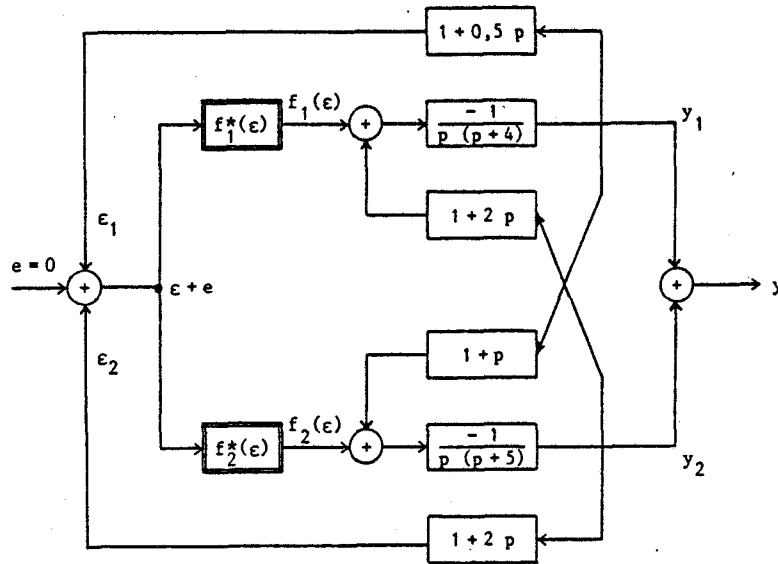 1 + 0,5 p
f*1(ε)
f1(ε)
+
- 1
p (p + 4)
y1
1 + 2 p
ε1
e = 0
+
ε + e
+
y
ε2
1 + p
f*2(ε)
f2(ε)
+
- 1
p (p + 5)
y2
1 + 2 p